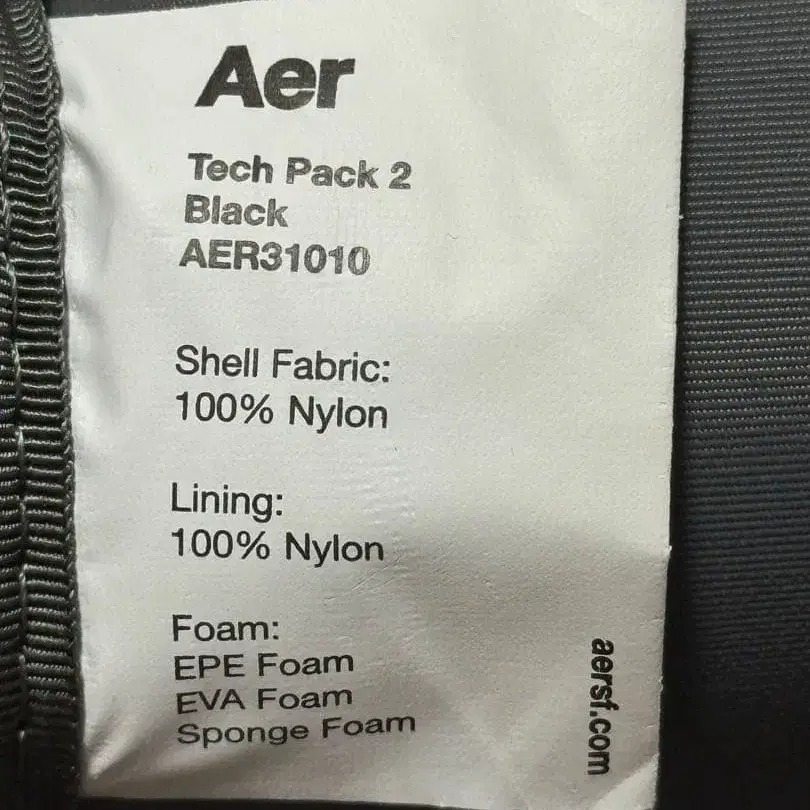 Aer
Tech Pack 2
Black
AER31010
Shell Fabric:
100% Nylon
Lining:
100% Nylon
Foam:
EPE Foam
EVA Foam
Sponge Foam
aersf.com